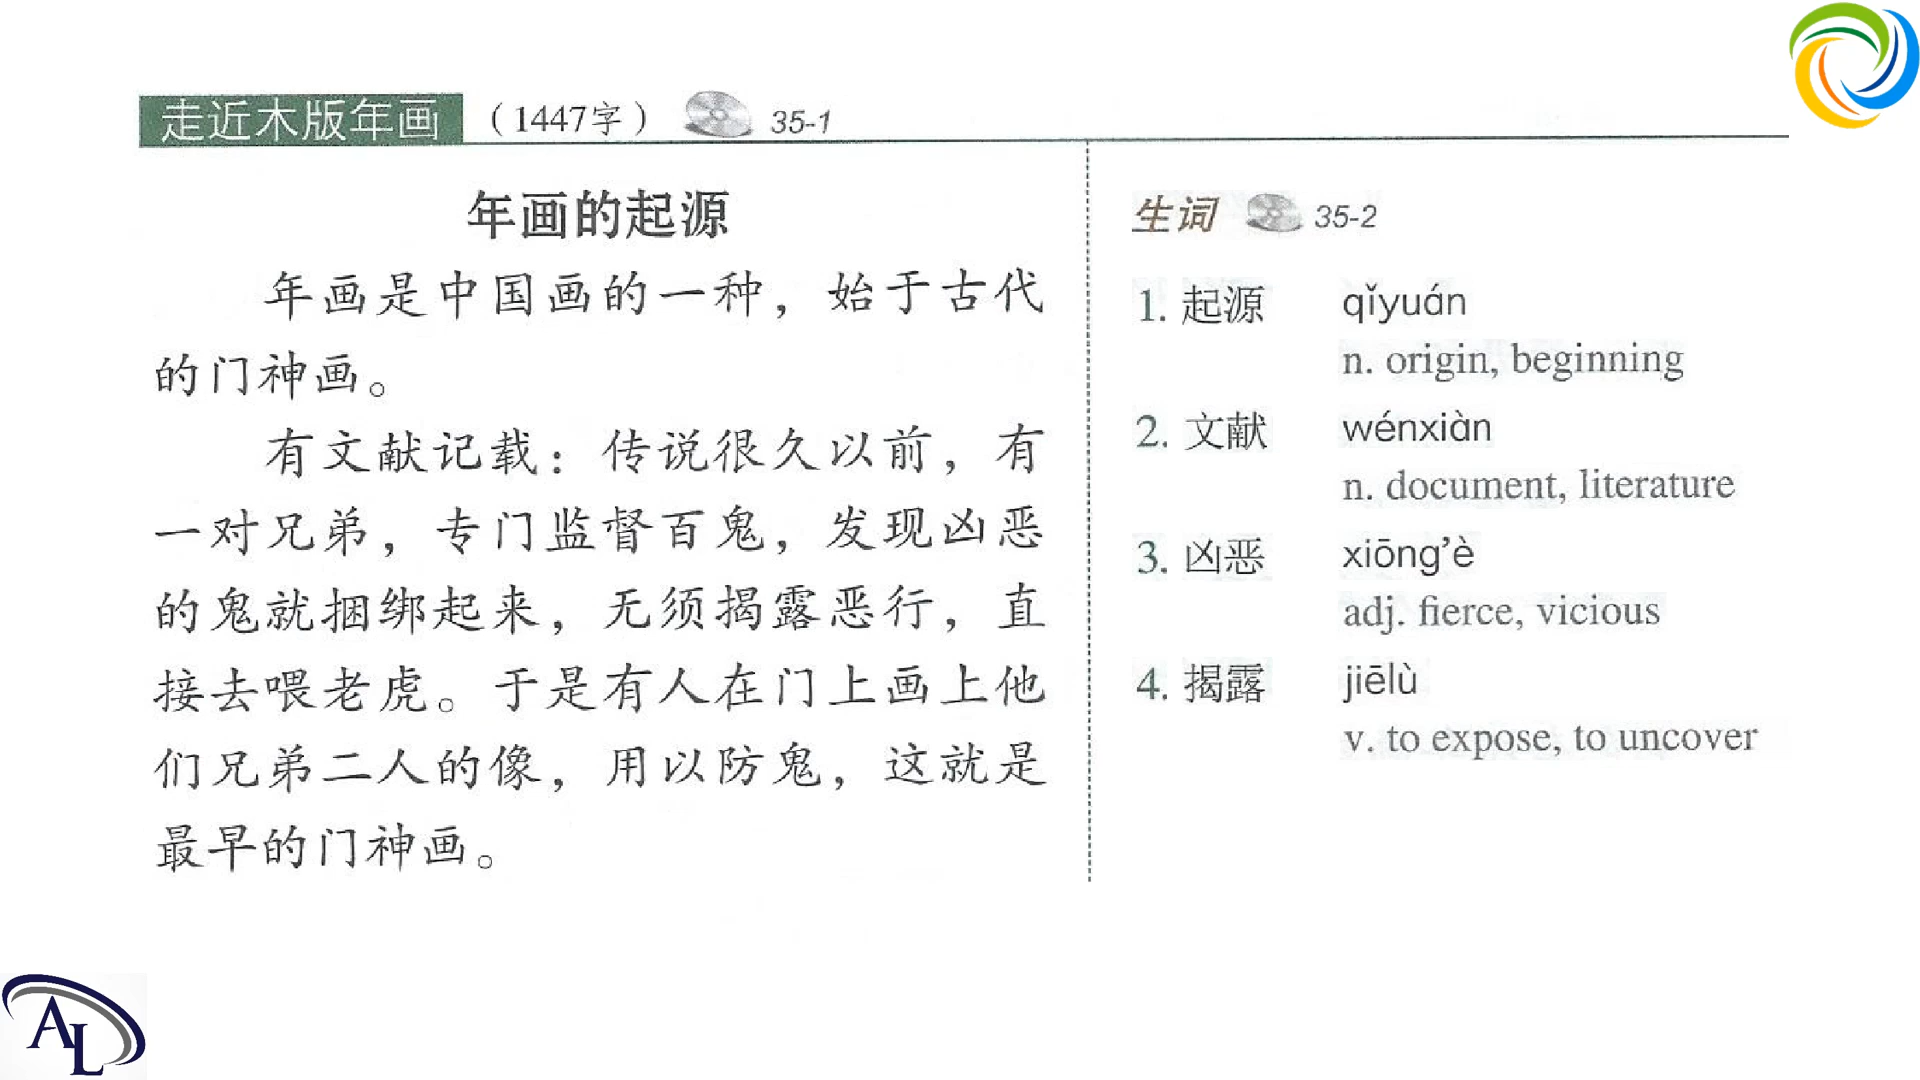 走近木版年画 （1447字） 35-1
年画的起源
年画是中国画的一种，始于古代
的门神画。
有文献记载：传说很久以前，有
一对兄弟，专门监督百鬼，发现凶恶
的鬼就捆绑起来，无须揭露恶行，直
接去喂老虎。于是有人在门上画上他
们兄弟二人的像，用以防鬼，这就是
最早的门神画。
生词 35-2
1. 起源 qǐyuán
n. origin, beginning
2. 文献 wénxiàn
n. document, literature
3. 凶恶 xiōng’è
adj. fierce, vicious
4. 揭露 jiēlù
v. to expose, to uncover
AL